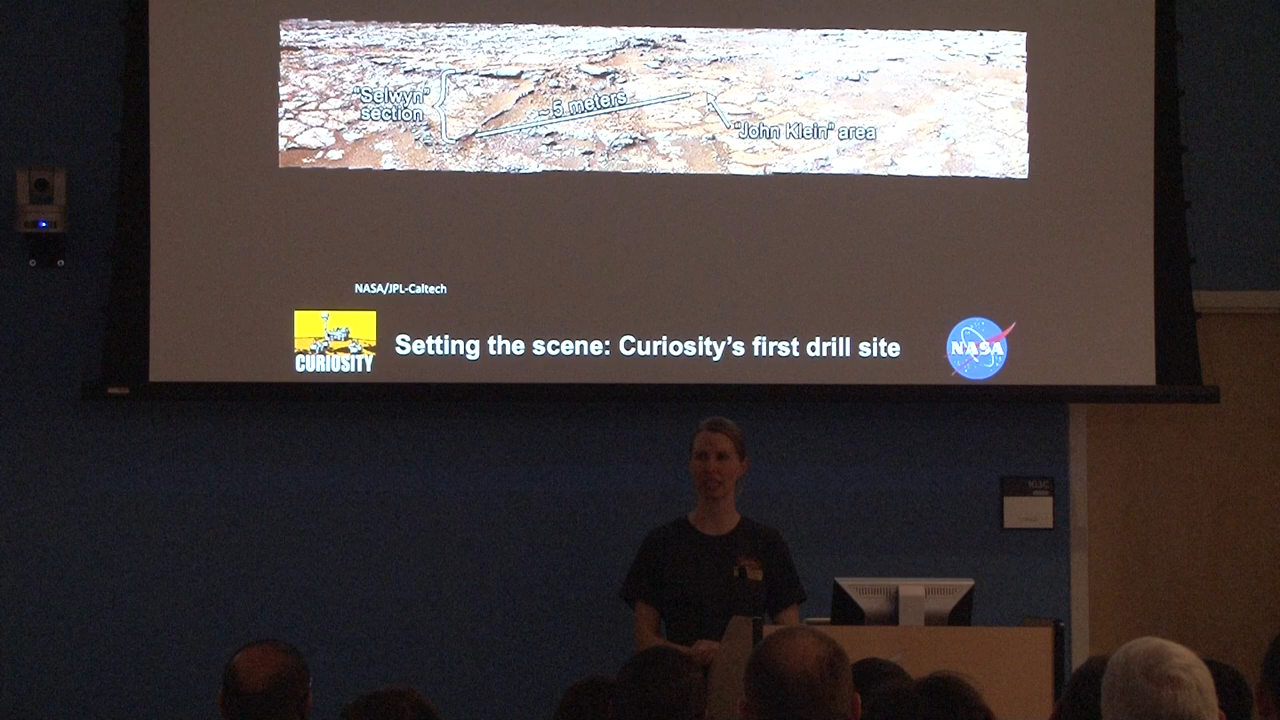 "Selwyn"
section
~5 meters
"John Klein" area
NASA/JPL-Caltech
CURIOSITY
Setting the scene: Curiosity's first drill site
NASA
103C